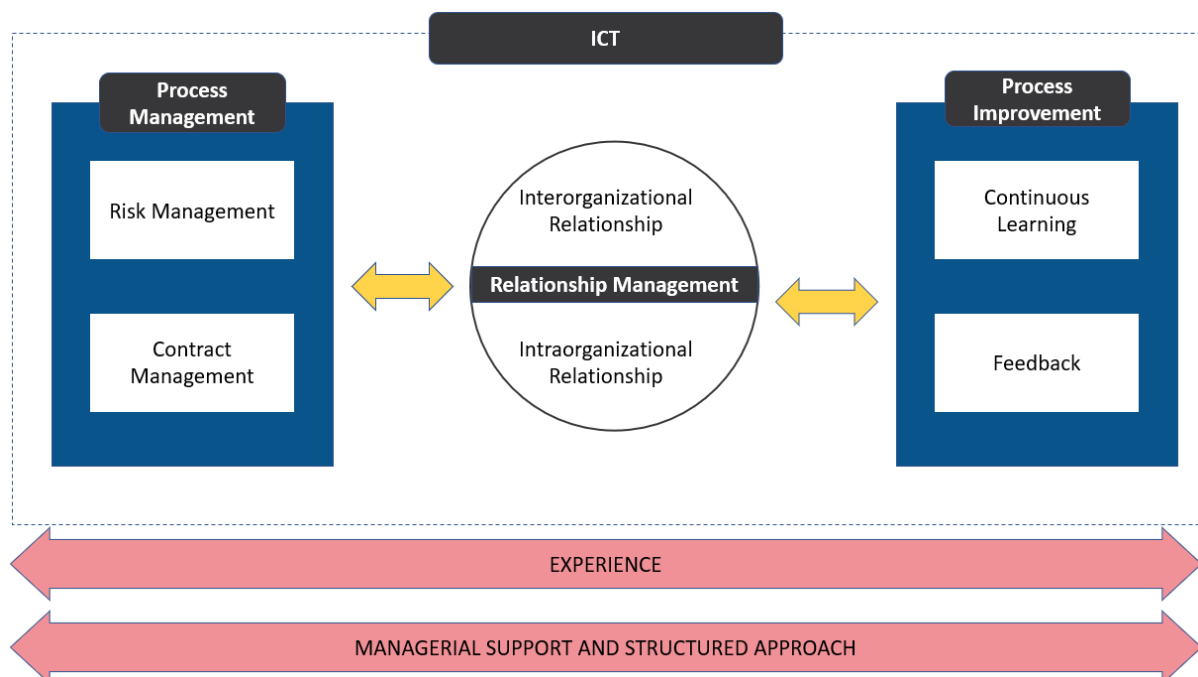 ICT
Process
Management
Risk Management
Contract
Management
Interorganizational
Relationship
Relationship Management
Intraorganizational
Relationship
Process
Improvement
Continuous
Learning
Feedback
EXPERIENCE
MANAGERIAL SUPPORT AND STRUCTURED APPROACH